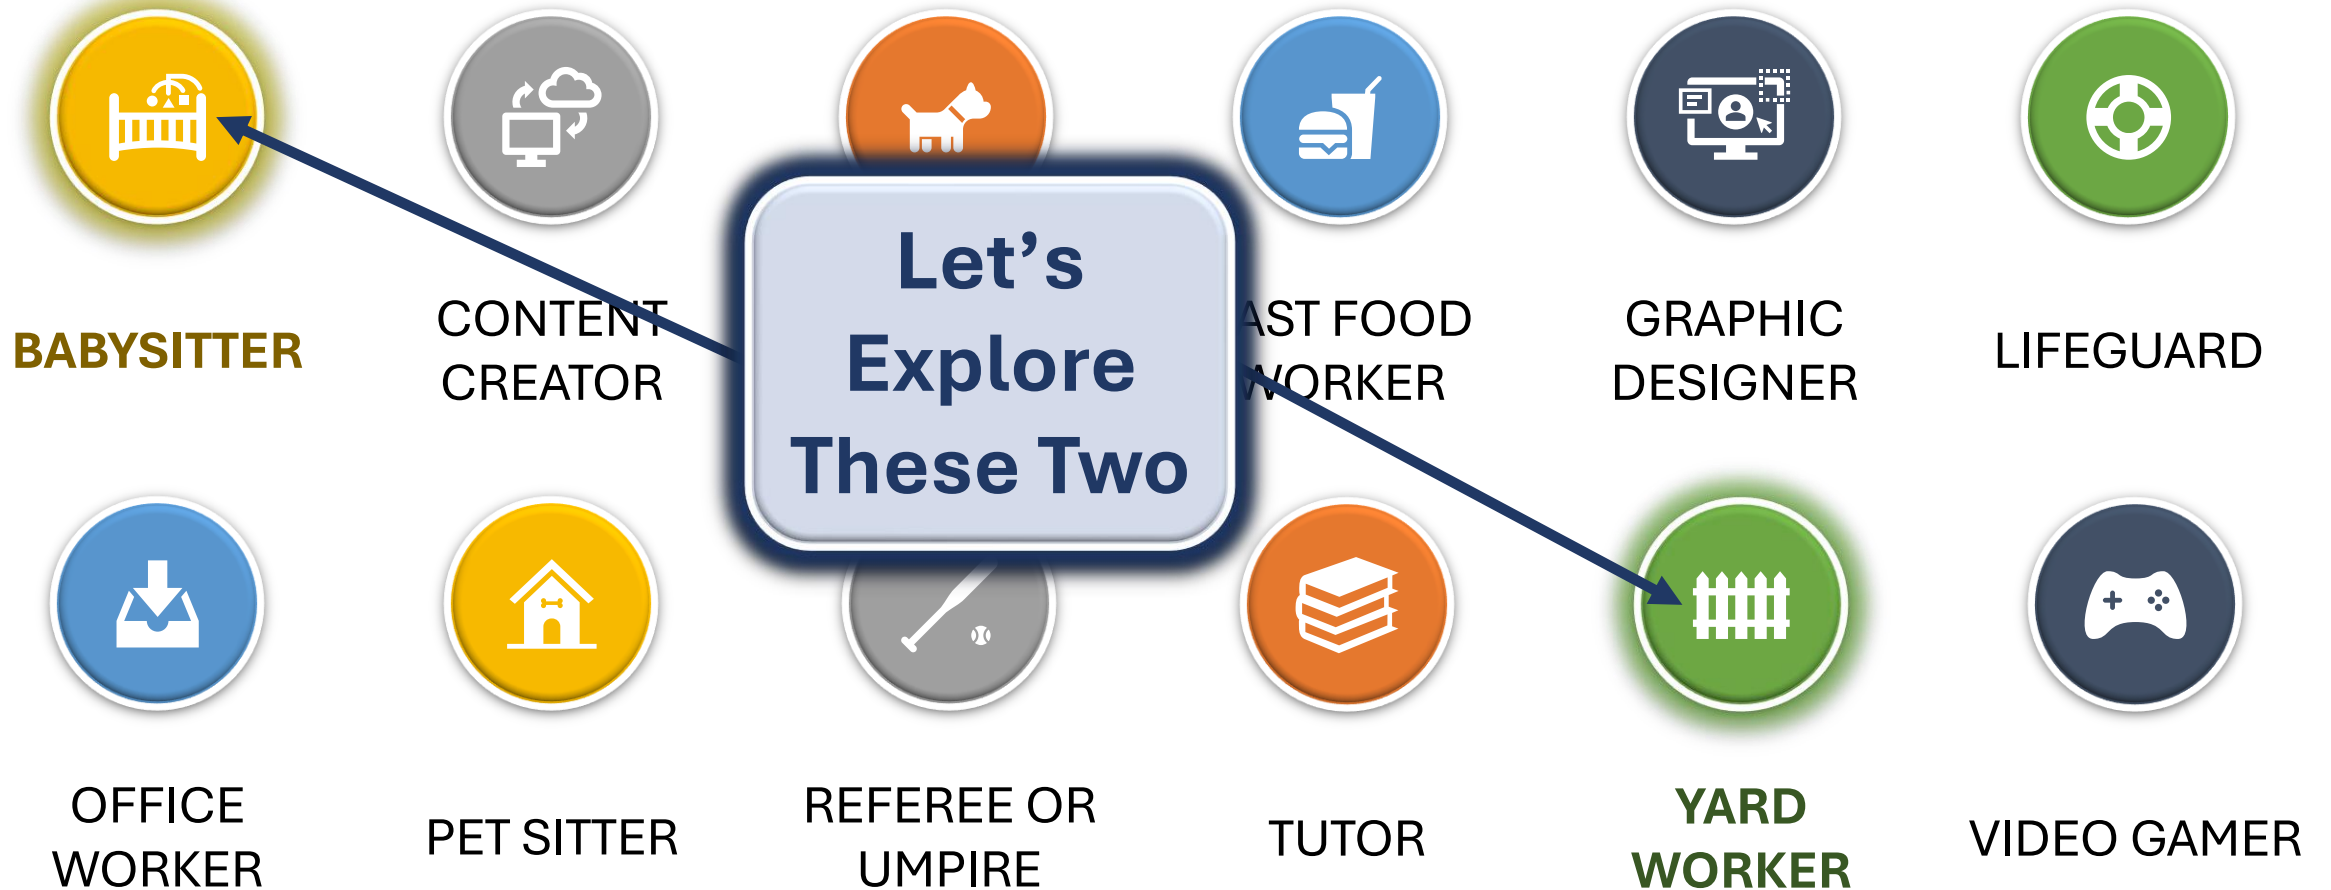 Let’s
Explore
These Two
BABYSITTER
CONTENT
CREATOR
AST FOOD
WORKER
GRAPHIC
DESIGNER
LIFEGUARD
OFFICE
WORKER
PET SITTER
REFEREE OR
UMPIRE
TUTOR
YARD
WORKER
VIDEO GAMER